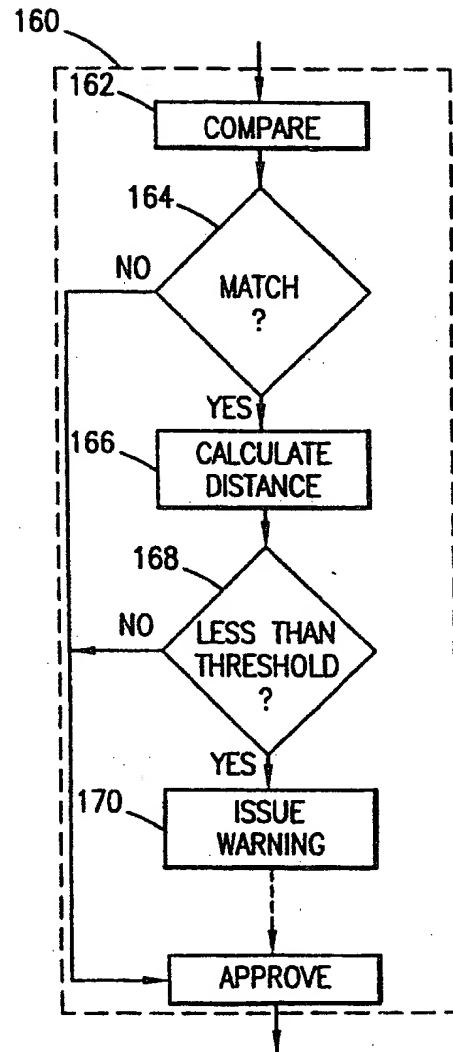 160
162
COMPARE
164
NO
MATCH
?
YES
166
CALCULATE
DISTANCE
168
NO
LESS THAN
THRESHOLD
?
YES
170
ISSUE
WARNING
APPROVE